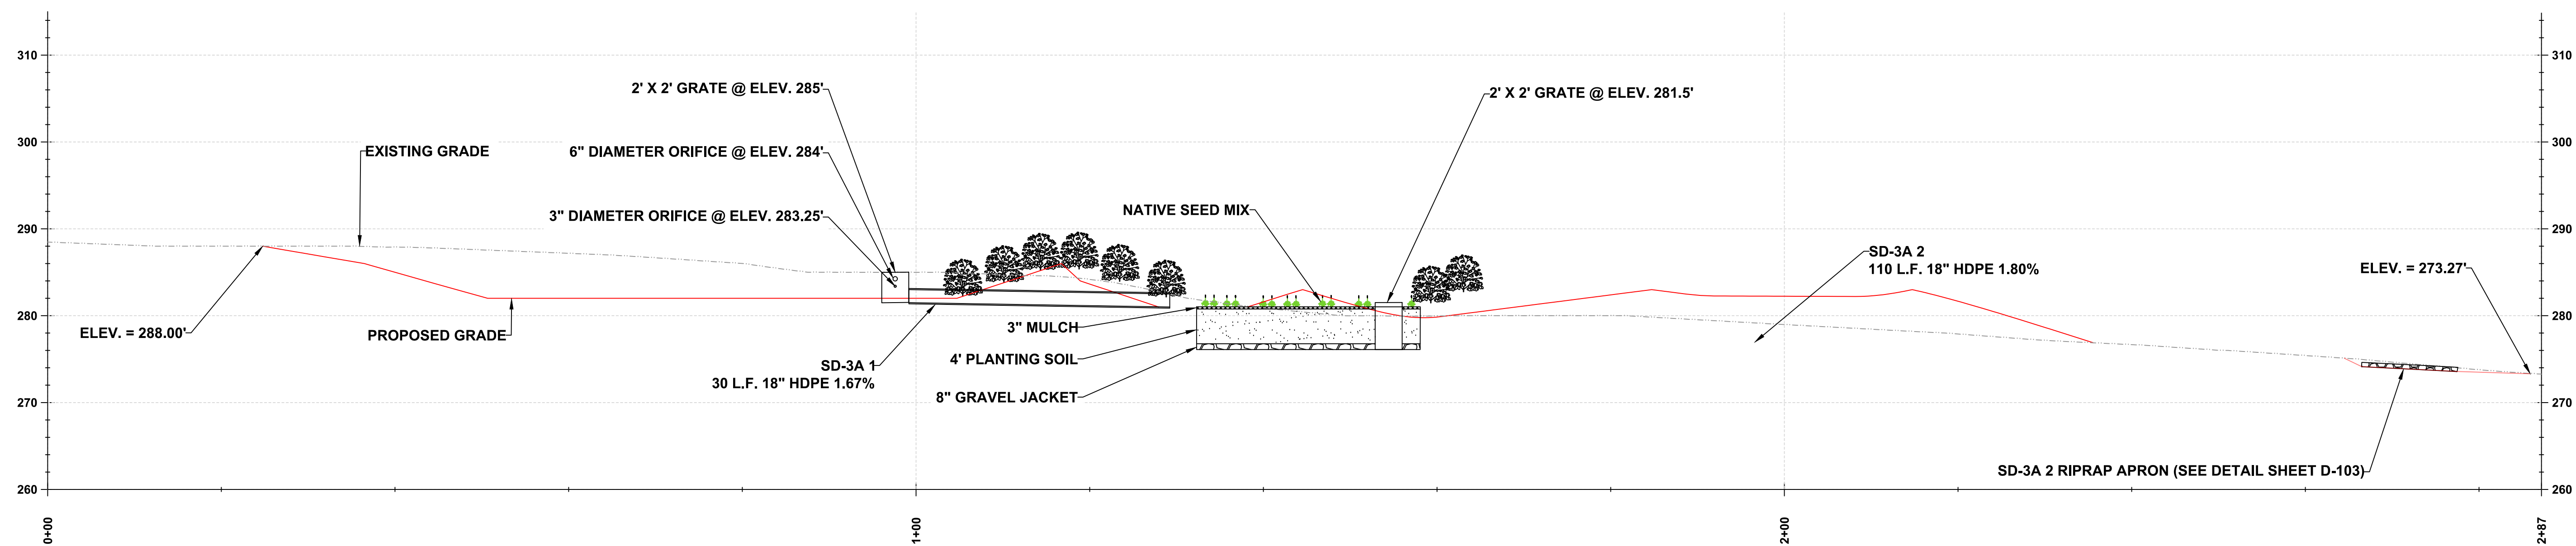 310
310
2' X 2' GRATE @ ELEV. 285'
2' X 2' GRATE @ ELEV. 281.5'
300
300
EXISTING GRADE
6" DIAMETER ORIFICE @ ELEV. 284'
3" DIAMETER ORIFICE @ ELEV. 283.25'
NATIVE SEED MIX
290
290
SD-3A 2
110 L.F. 18" HDPE 1.80%
ELEV. = 273.27'
280
280
ELEV. = 288.00'
PROPOSED GRADE
3" MULCH
4' PLANTING SOIL
SD-3A 1
30 L.F. 18" HDPE 1.67%
8" GRAVEL JACKET
270
270
SD-3A 2 RIPRAP APRON (SEE DETAIL SHEET D-103)
260
260
0+00
1+00
2+00
2+87